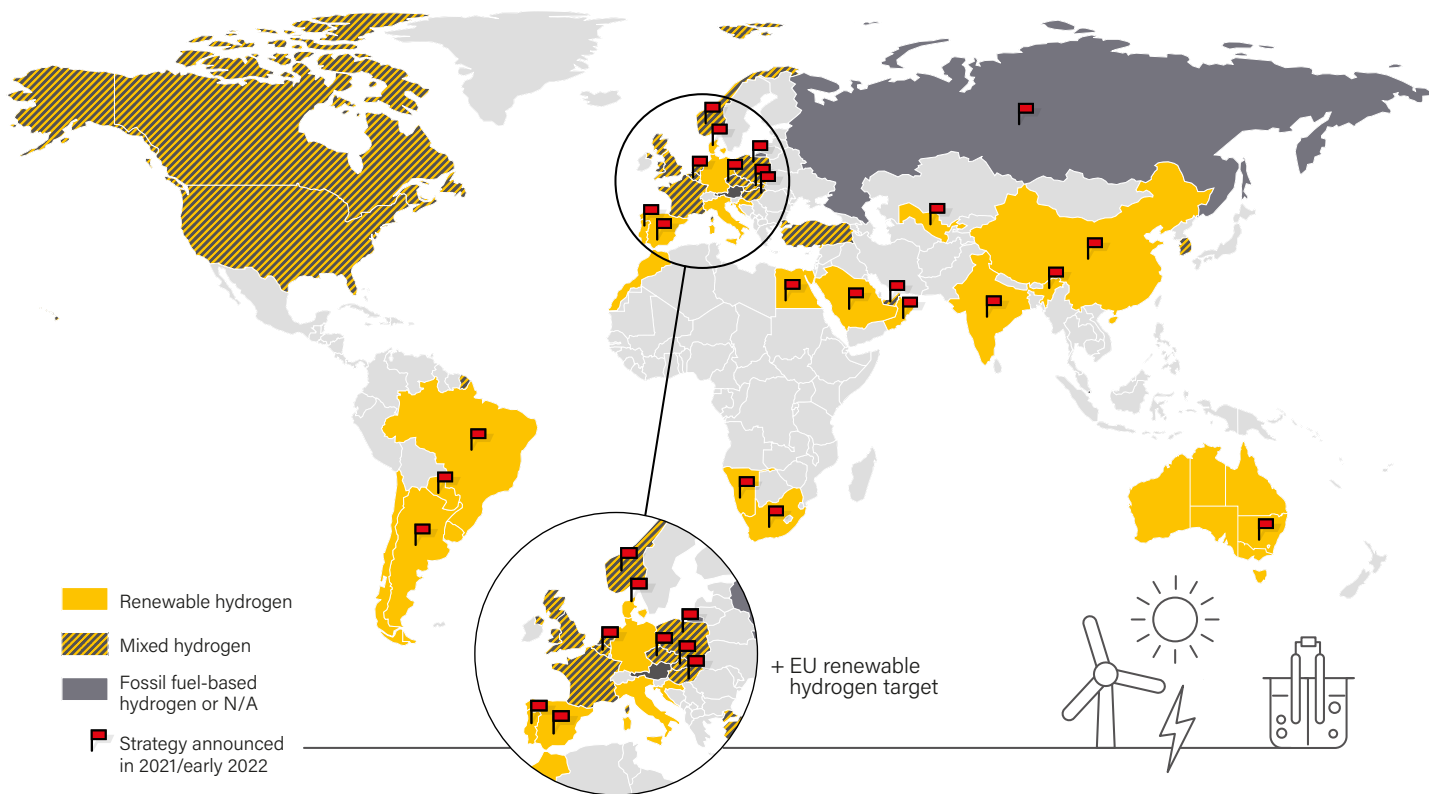 Renewable hydrogen
Mixed hydrogen
Fossil fuel-based
hydrogen or N/A
Strategy announced
in 2021/early 2022
+ EU renewable
hydrogen target